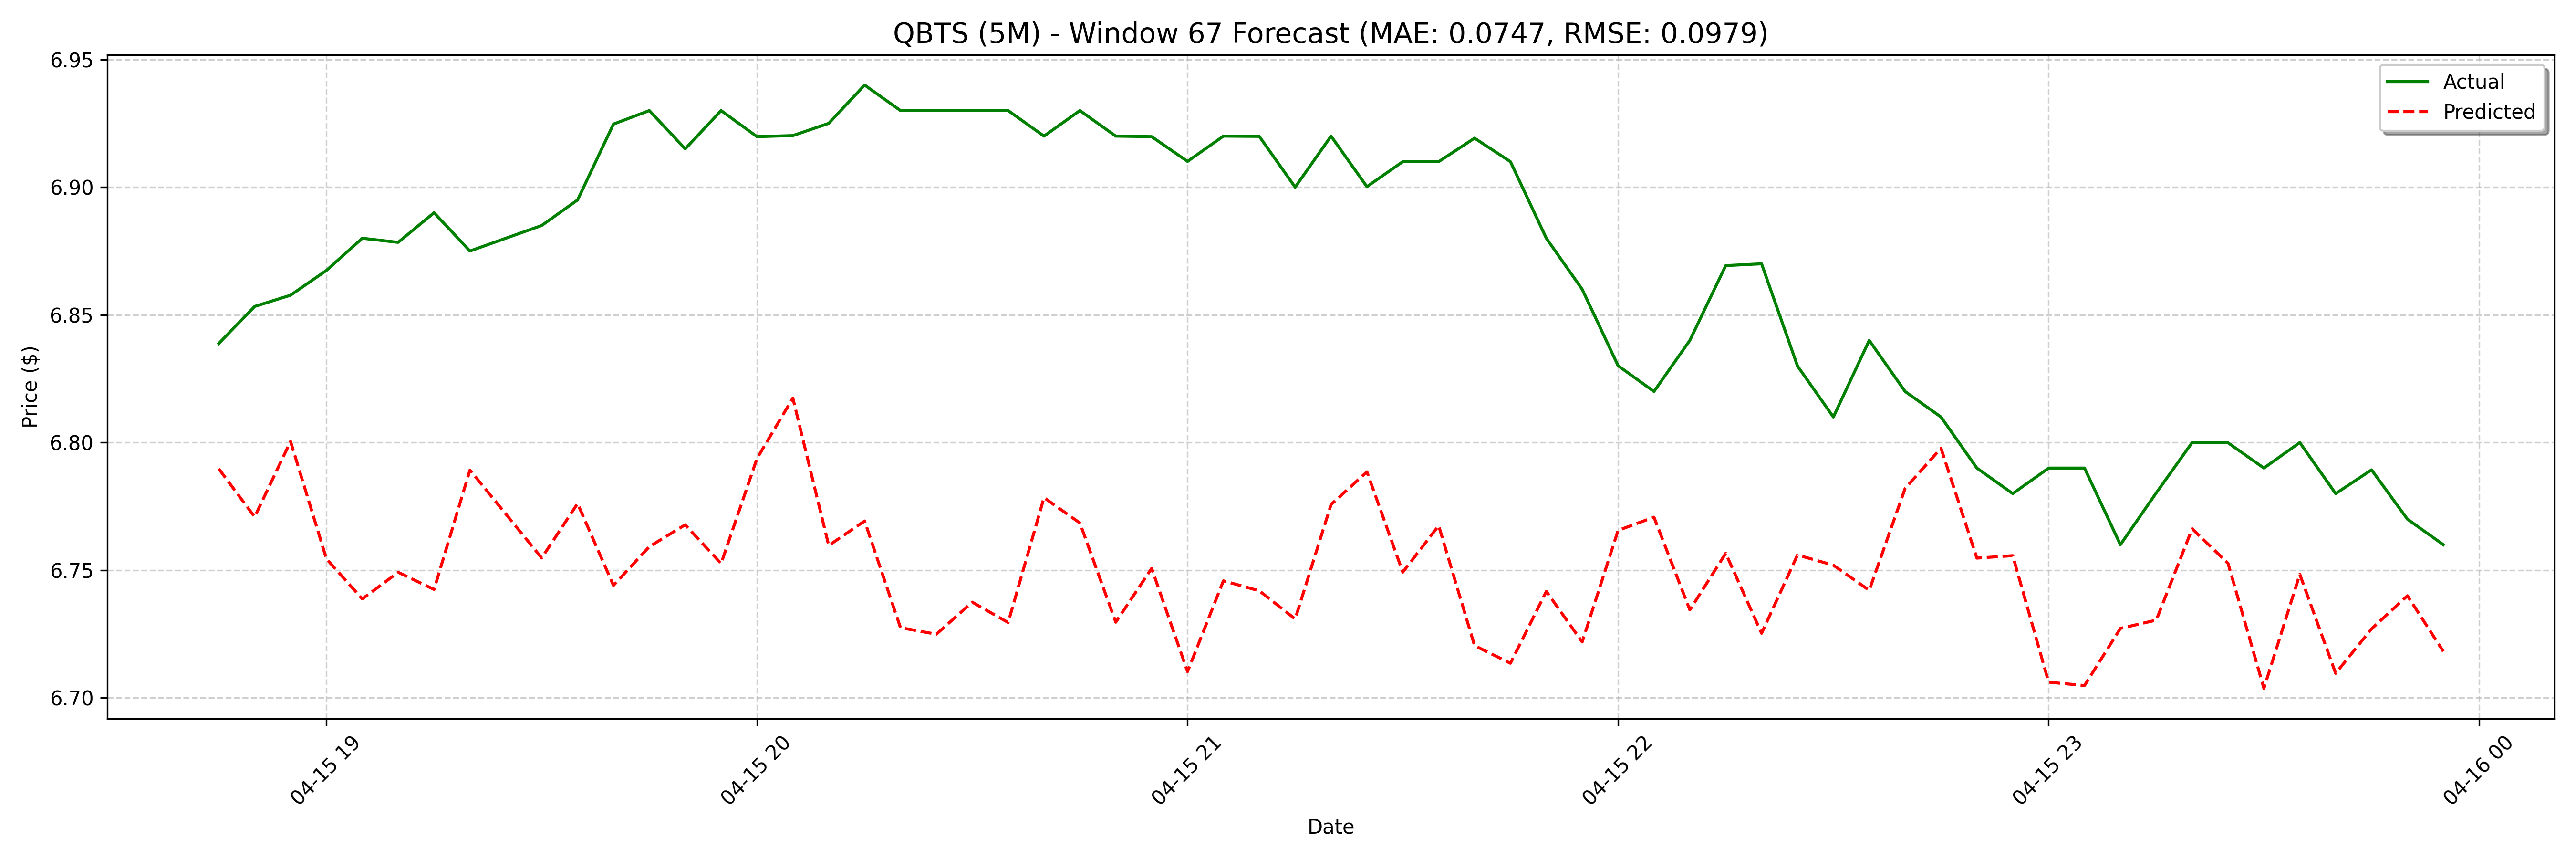 QBTS (5M) - Window 67 Forecast (MAE: 0.0747, RMSE: 0.0979)
Actual
Predicted
6.95
6.90
6.85
6.80
6.75
6.70
Price ($)
04-15 19
04-15 20
04-15 21
04-15 22
04-15 23
04-16 00
Date